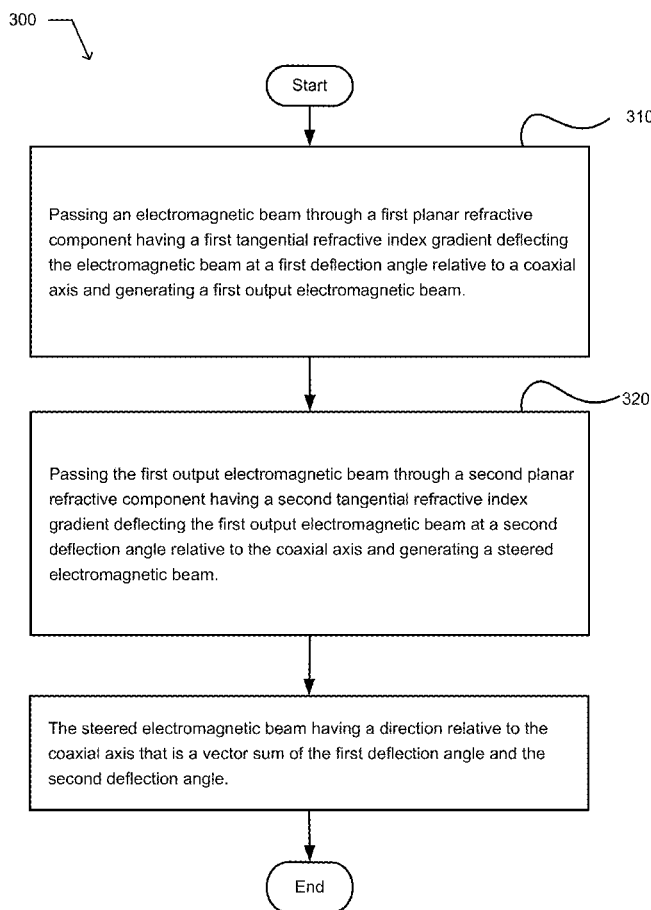 300
Start
310
Passing an electromagnetic beam through a first planar refractive
component having a first tangential refractive index gradient deflecting
the electromagnetic beam at a first deflection angle relative to a coaxial
axis and generating a first output electromagnetic beam.
320
Passing the first output electromagnetic beam through a second planar
refractive component having a second tangential refractive index
gradient deflecting the first output electromagnetic beam at a second
deflection angle relative to the coaxial axis and generating a steered
electromagnetic beam.
The steered electromagnetic beam having a direction relative to the
coaxial axis that is a vector sum of the first deflection angle and the
second deflection angle.
End